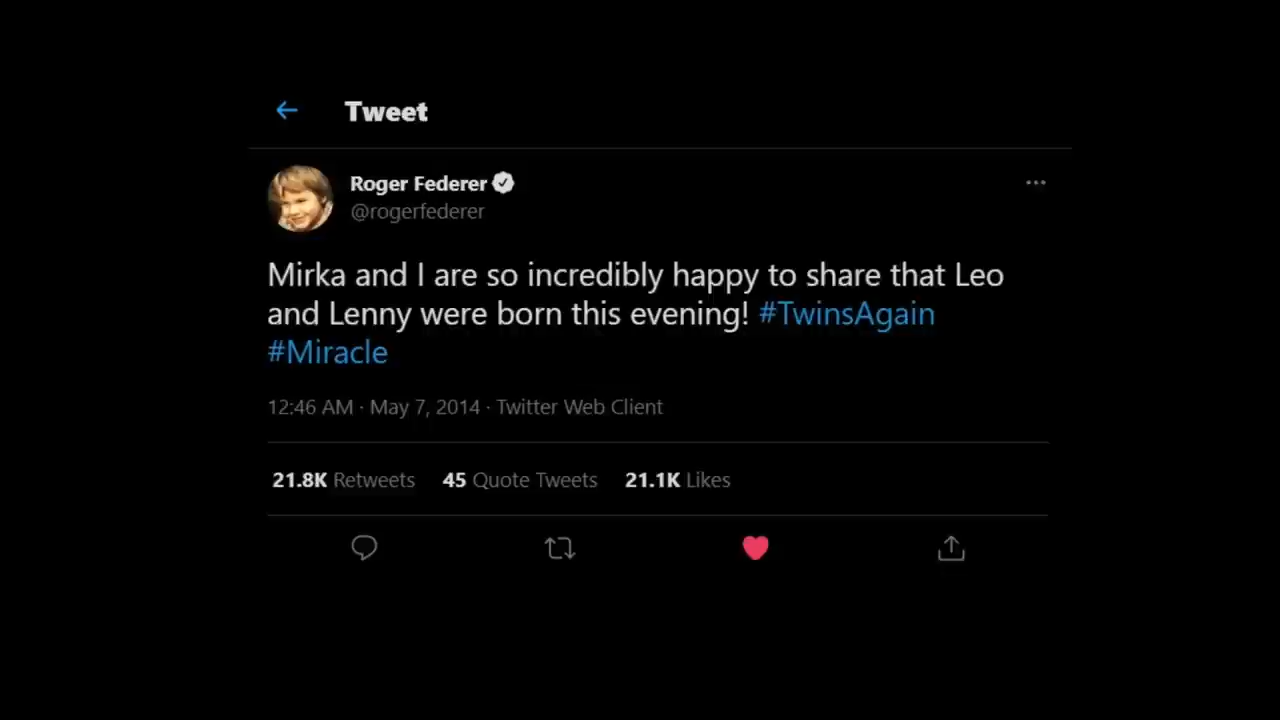 Tweet
Roger Federer
@rogerfederer
Mirka and I are so incredibly happy to share that Leo
and Lenny were born this evening! #TwinsAgain
#Miracle
12:46 AM · May 7, 2014 · Twitter Web Client
21.8K Retweets 45 Quote Tweets 21.1K Likes